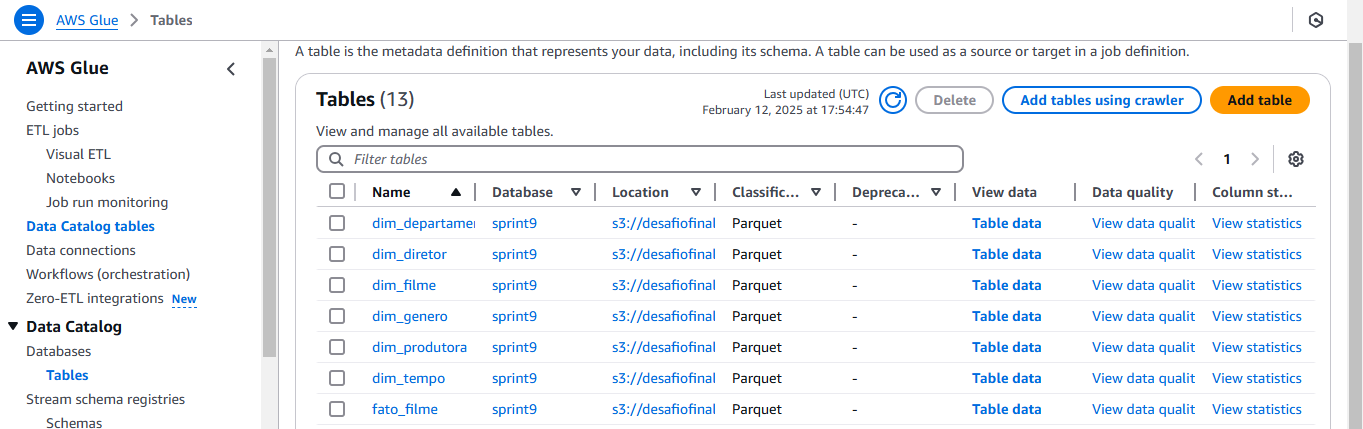 AWS Glue > Tables
AWS Glue
Getting started
ETL jobs
Visual ETL
Notebooks
Job run monitoring
Data Catalog tables
Data connections
Workflows (orchestration)
Zero-ETL integrations New
Data Catalog
Databases
Tables
Stream schema registries
Schemas
A table is the metadata definition that represents your data, including its schema. A table can be used as a source or target in a job definition.
Tables (13)
Last updated (UTC)
February 12, 2025 at 17:54:47
Delete
Add tables using crawler
Add table
View and manage all available tables.
Filter tables
1
Name Database Location Classific... Depreca... View data Data quality Column st...
dim_departamen sprint9 s3://desafiofinal Parquet - Table data View data qualit View statistics
dim_diretor sprint9 s3://desafiofinal Parquet - Table data View data qualit View statistics
dim_filme sprint9 s3://desafiofinal Parquet - Table data View data qualit View statistics
dim_genero sprint9 s3://desafiofinal Parquet - Table data View data qualit View statistics
dim_produtora sprint9 s3://desafiofinal Parquet - Table data View data qualit View statistics
dim_tempo sprint9 s3://desafiofinal Parquet - Table data View data qualit View statistics
fato_filme sprint9 s3://desafiofinal Parquet - Table data View data qualit View statistics